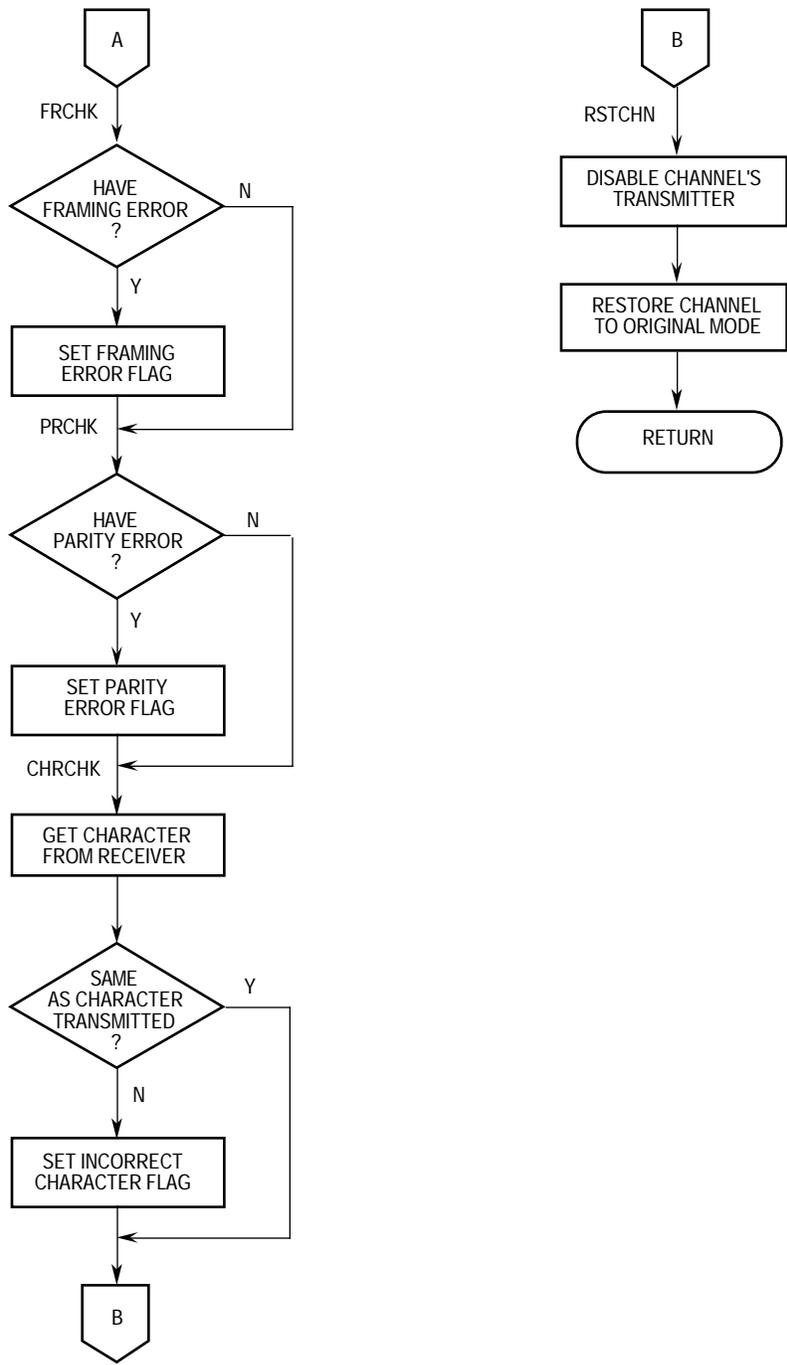 A
FRCHK
HAVE
FRAMING ERROR
?
N
Y
SET FRAMING
ERROR FLAG
PRCHK
HAVE
PARITY ERROR
?
N
Y
SET PARITY
ERROR FLAG
CHRCHK
GET CHARACTER
FROM RECEIVER
SAME
AS CHARACTER
TRANSMITTED
?
Y
N
SET INCORRECT
CHARACTER FLAG
B
B
RSTCHN
DISABLE CHANNEL'S
TRANSMITTER
RESTORE CHANNEL
TO ORIGINAL MODE
RETURN